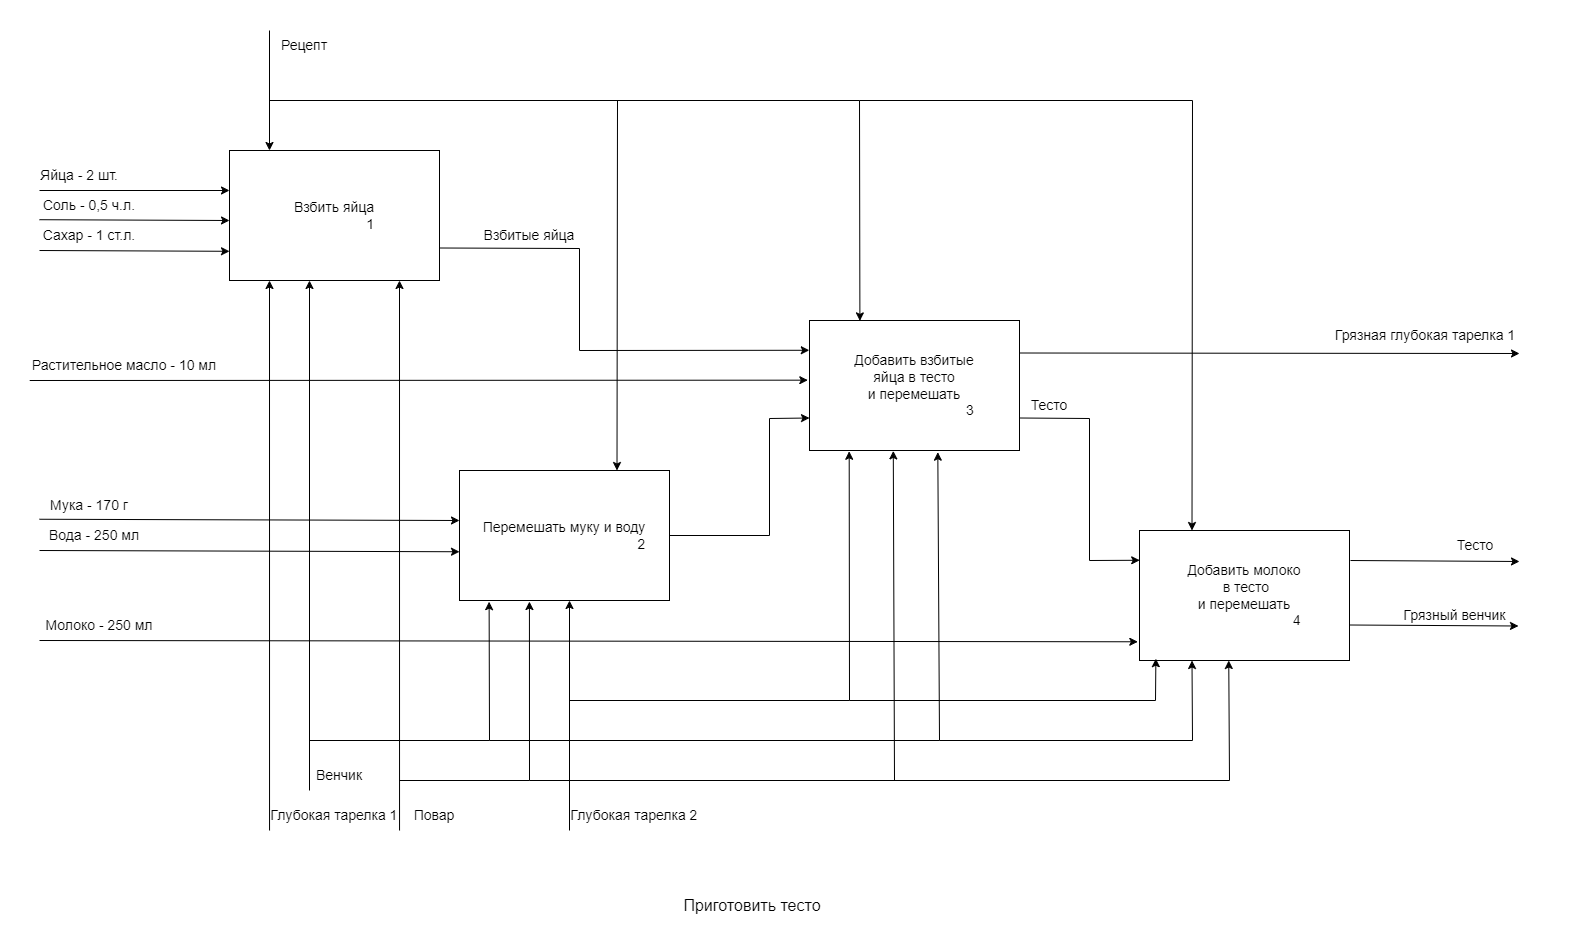 Рецепт
Яйца - 2 шт.
Соль - 0,5 ч.л.
Сахар - 1 ст.л.
Взбить яйца
1
Взбитые яйца
Растительное масло - 10 мл
Добавить взбитые
яйца в тесто
и перемешать
3
Грязная глубокая тарелка 1
Тесто
Мука - 170 г
Вода - 250 мл
Перемешать муку и воду
2
Молоко - 250 мл
Добавить молоко
в тесто
и перемешать
4
Тесто
Грязный венчик
Венчик
Глубокая тарелка 1
Повар
Глубокая тарелка 2
Приготовить тесто